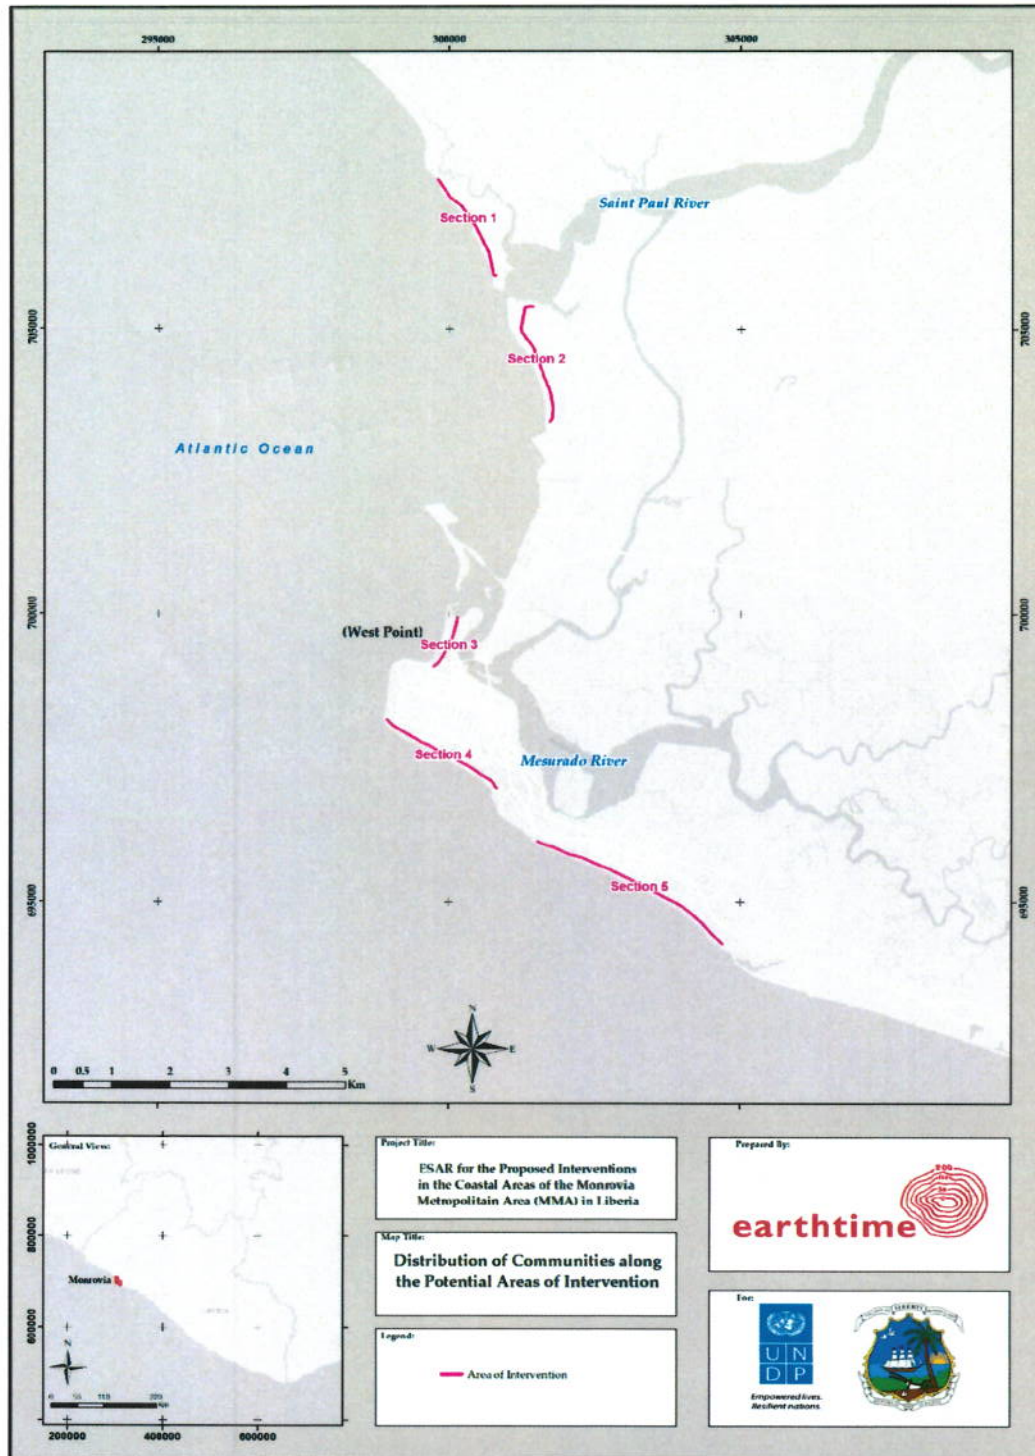 295000
300000
305000
Saint Paul River
Section 1
705000
705000
Section 2
Atlantic Ocean
700000
700000
(West Point)
Section 3
Section 4
Mesurado River
Section 5
695000
695000
N
W
E
S
0 0.5 1 2 3 4 5
Km
General View:
1000000
800000
600000
Monrovia
N
200000 400000 600000
Project Title:
ESAR for the Proposed Interventions
in the Coastal Areas of the Monrovia
Metropolitain Area (MMA) in Liberia
Map Title:
Distribution of Communities along
the Potential Areas of Intervention
Legend:
Area of Intervention
Prepared By:
earthtime
For:
U N
D P
Empowered lives.
Resilient nations.